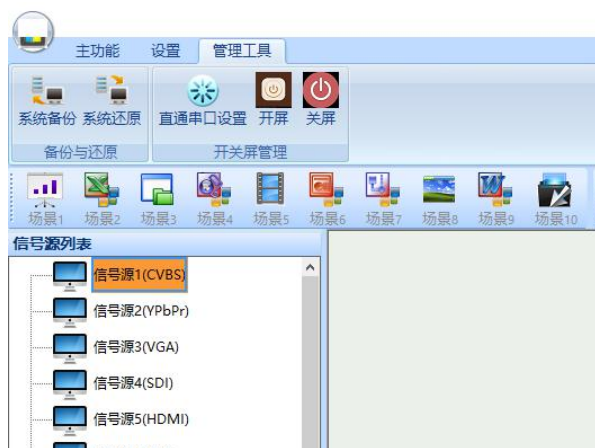 主功能 设置 管理工具
系统备份 系统还原 直通串口设置 开屏 关屏
备份与还原 开关屏管理
场景1 场景2 场景3 场景4 场景5 场景6 场景7 场景8 场景9 场景10
信号源列表
信号源1(CVBS)
信号源2(YPbPr)
信号源3(VGA)
信号源4(SDI)
信号源5(HDMI)